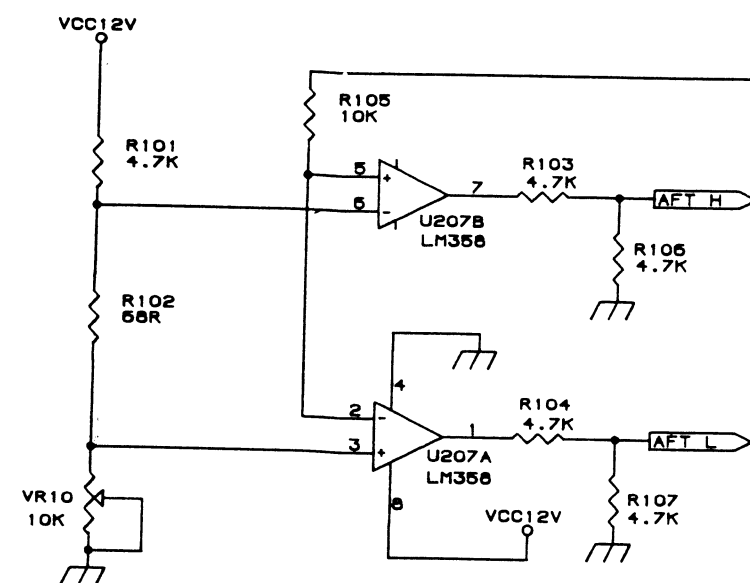 VCC12V
R105
10K
R101
4.7K
5
+
6
-
7
R103
4.7K
AFT H
U207B
LM358
R106
4.7K
R102
68R
4
2
-
3
+
1
R104
4.7K
AFT L
U207A
LM358
VR10
10K
8
VCC12V
R107
4.7K